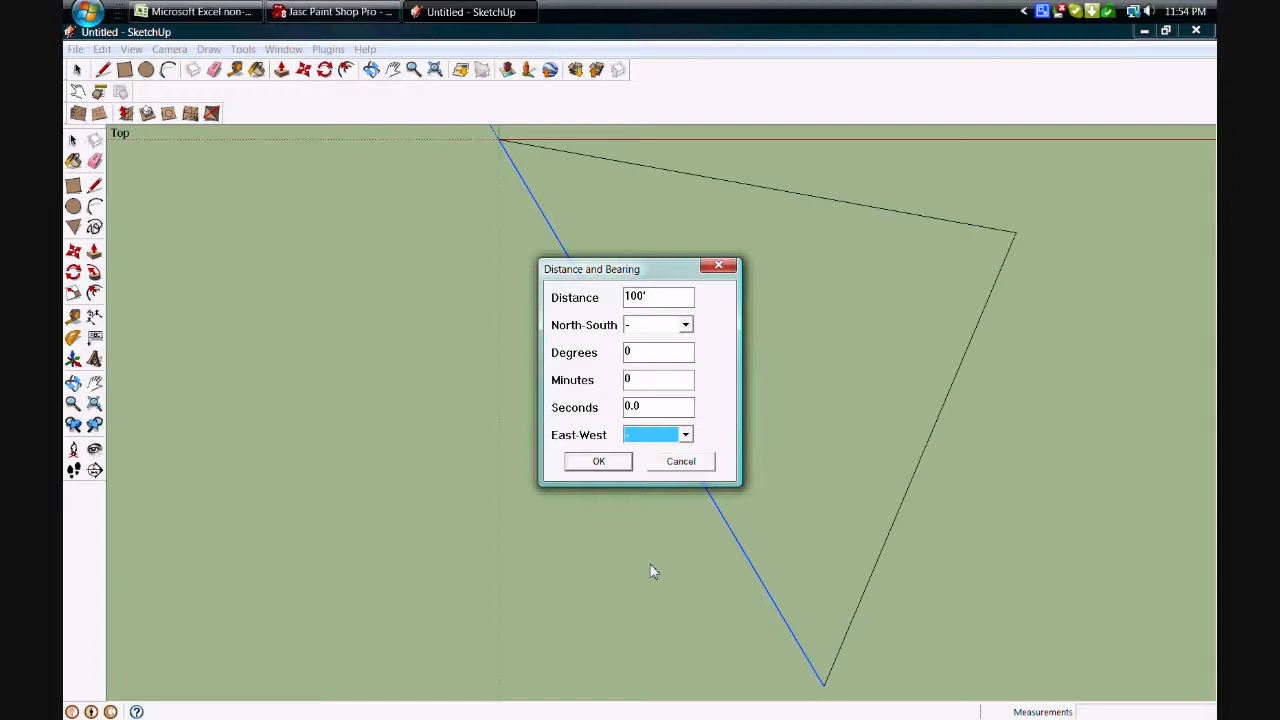 Microsoft Excel non-...
Jasc Paint Shop Pro - ...
Untitled - SketchUp
11:54 PM
Untitled - SketchUp
File Edit View Camera Draw Tools Window Plugins Help
Top
Distance and Bearing
Distance 100'
North-South -
Degrees 0
Minutes 0
Seconds 0.0
East-West -
OK Cancel
Measurements